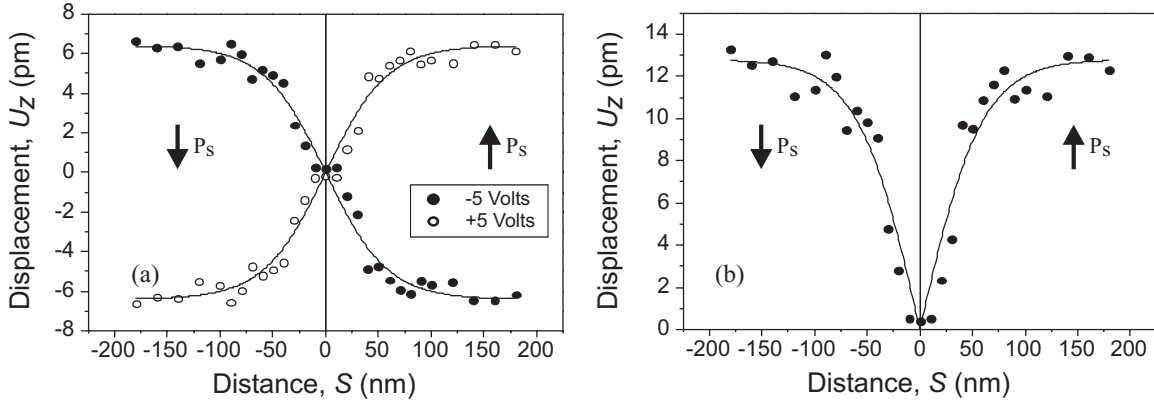 8
6
4
2
0
-2
-4
-6
-8
Displacement, Uz (pm)
Ps
Ps
-5 Volts
+5 Volts
(a)
-200 -150 -100 -50 0 50 100 150 200
Distance, S (nm)
14
12
10
8
6
4
2
0
Displacement, Uz (pm)
Ps
Ps
(b)
-200 -150 -100 -50 0 50 100 150 200
Distance, S (nm)